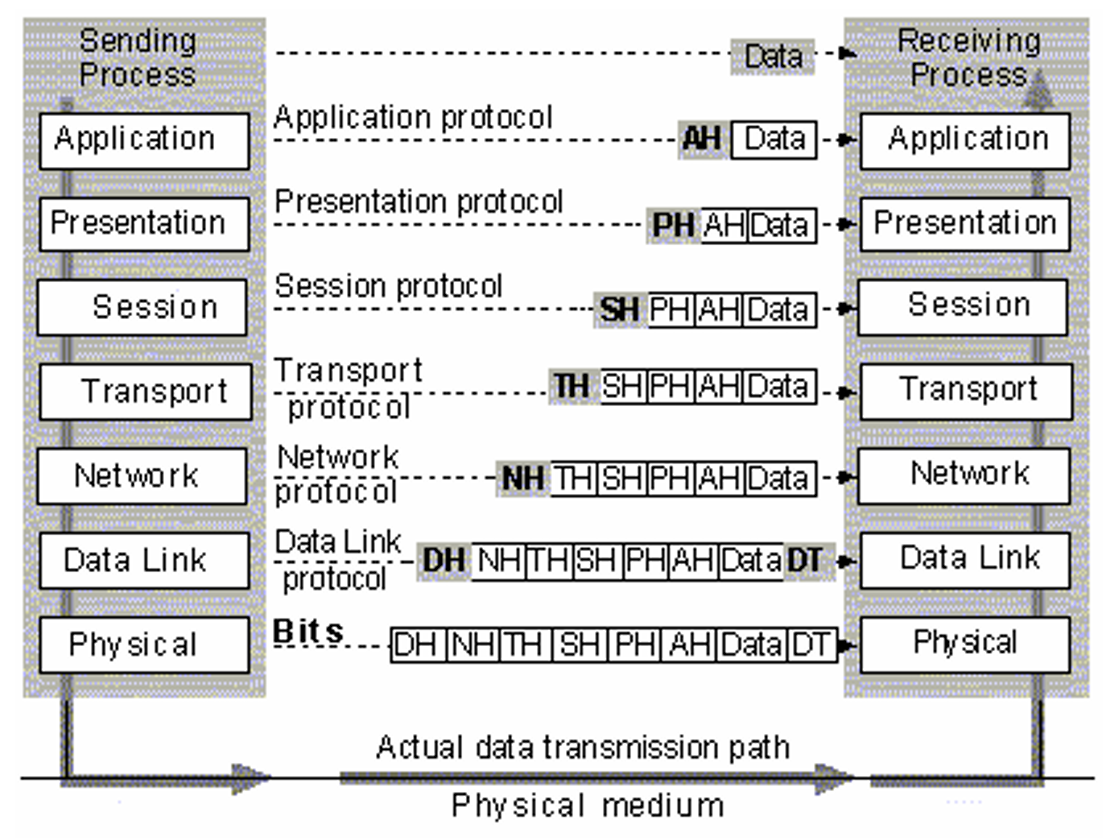 Sending
Process
Data
Receiving
Process
Application
Application protocol
AH Data
Application
Presentation
Presentation protocol
PH AH Data
Presentation
Session
Session protocol
SH PH AH Data
Session
Transport
Transport
protocol
TH SH PH AH Data
Transport
Network
Network
protocol
NH TH SH PH AH Data
Network
Data Link
Data Link
protocol
DH NH TH SH PH AH Data DT
Data Link
Physical
Bits
DH NH TH SH PH AH Data DT
Physical
Actual data transmission path
Physical medium